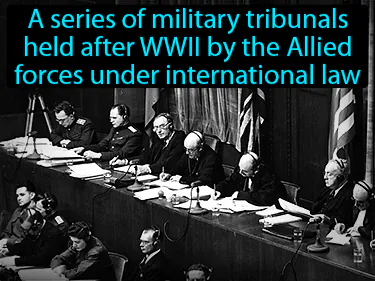 A series of military tribunals
held after WWII by the Allied
forces under international law